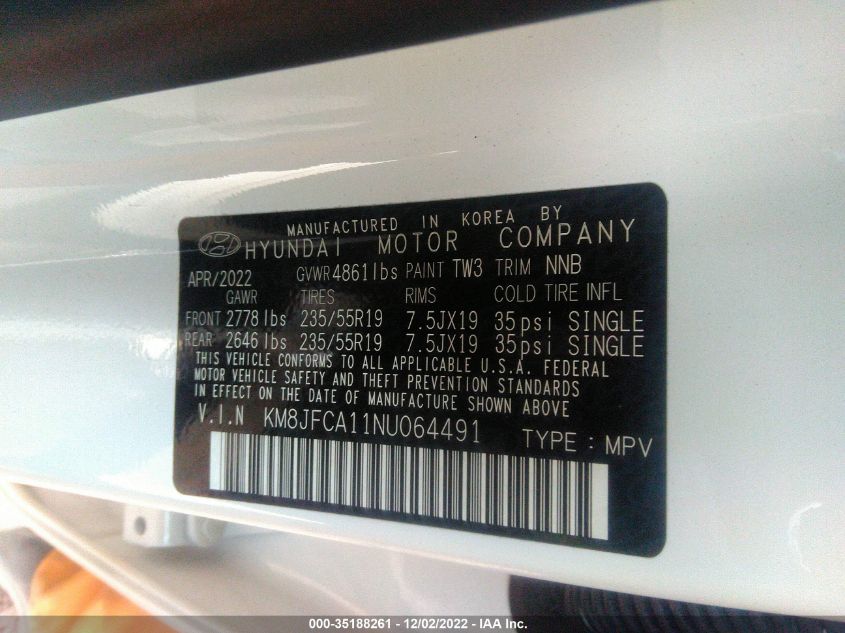 MANUFACTURED IN KOREA BY
HYUNDAI MOTOR COMPANY
APR/2022 GVWR 4861lbs PAINT TW3 TRIM NNB
GAWR TIRES RIMS COLD TIRE INFL
FRONT 2778 lbs 235/55R19 7.5JX19 35psi SINGLE
REAR 2646 lbs 235/55R19 7.5JX19 35psi SINGLE
THIS VEHICLE CONFORMS TO ALL APPLICABLE U.S.A. FEDERAL
MOTOR VEHICLE SAFETY AND THEFT PREVENTION STANDARDS
IN EFFECT ON THE DATE OF MANUFACTURE SHOWN ABOVE
V.I.N KM8JFCA11NU064491 TYPE : MPV
000-35188261 - 12/02/2022 - IAA Inc.